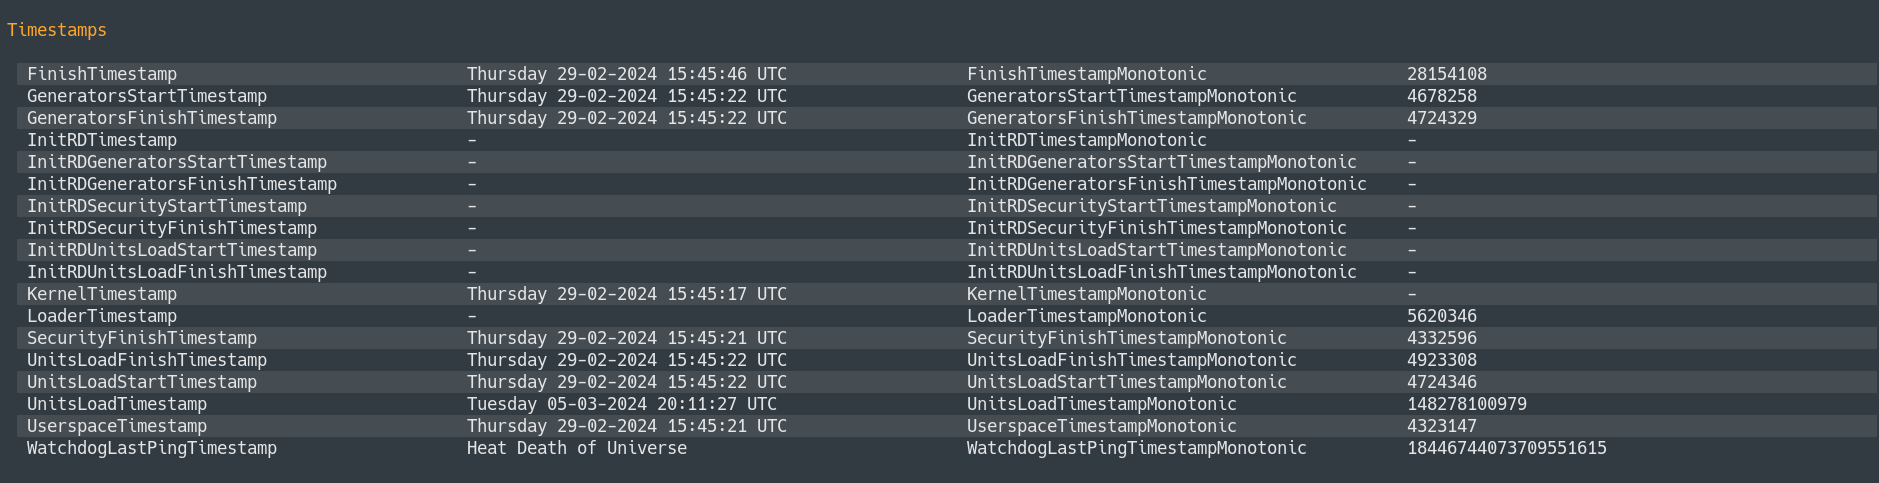 Timestamps
FinishTimestamp Thursday 29-02-2024 15:45:46 UTC FinishTimestampMonotonic 28154108
GeneratorsStartTimestamp Thursday 29-02-2024 15:45:22 UTC GeneratorsStartTimestampMonotonic 4678258
GeneratorsFinishTimestamp Thursday 29-02-2024 15:45:22 UTC GeneratorsFinishTimestampMonotonic 4724329
InitRDTimestamp - InitRDTimestampMonotonic -
InitRDGeneratorsStartTimestamp - InitRDGeneratorsStartTimestampMonotonic -
InitRDGeneratorsFinishTimestamp - InitRDGeneratorsFinishTimestampMonotonic -
InitRDSecurityStartTimestamp - InitRDSecurityStartTimestampMonotonic -
InitRDSecurityFinishTimestamp - InitRDSecurityFinishTimestampMonotonic -
InitRDUnitsLoadStartTimestamp - InitRDUnitsLoadStartTimestampMonotonic -
InitRDUnitsLoadFinishTimestamp - InitRDUnitsLoadFinishTimestampMonotonic -
KernelTimestamp Thursday 29-02-2024 15:45:17 UTC KernelTimestampMonotonic -
LoaderTimestamp - LoaderTimestampMonotonic 5620346
SecurityFinishTimestamp Thursday 29-02-2024 15:45:21 UTC SecurityFinishTimestampMonotonic 4332596
UnitsLoadFinishTimestamp Thursday 29-02-2024 15:45:22 UTC UnitsLoadFinishTimestampMonotonic 4923308
UnitsLoadStartTimestamp Thursday 29-02-2024 15:45:22 UTC UnitsLoadStartTimestampMonotonic 4724346
UnitsLoadTimestamp Tuesday 05-03-2024 20:11:27 UTC UnitsLoadTimestampMonotonic 148278100979
UserspaceTimestamp Thursday 29-02-2024 15:45:21 UTC UserspaceTimestampMonotonic 4323147
WatchdogLastPingTimestamp Heat Death of Universe WatchdogLastPingTimestampMonotonic 18446744073709551615